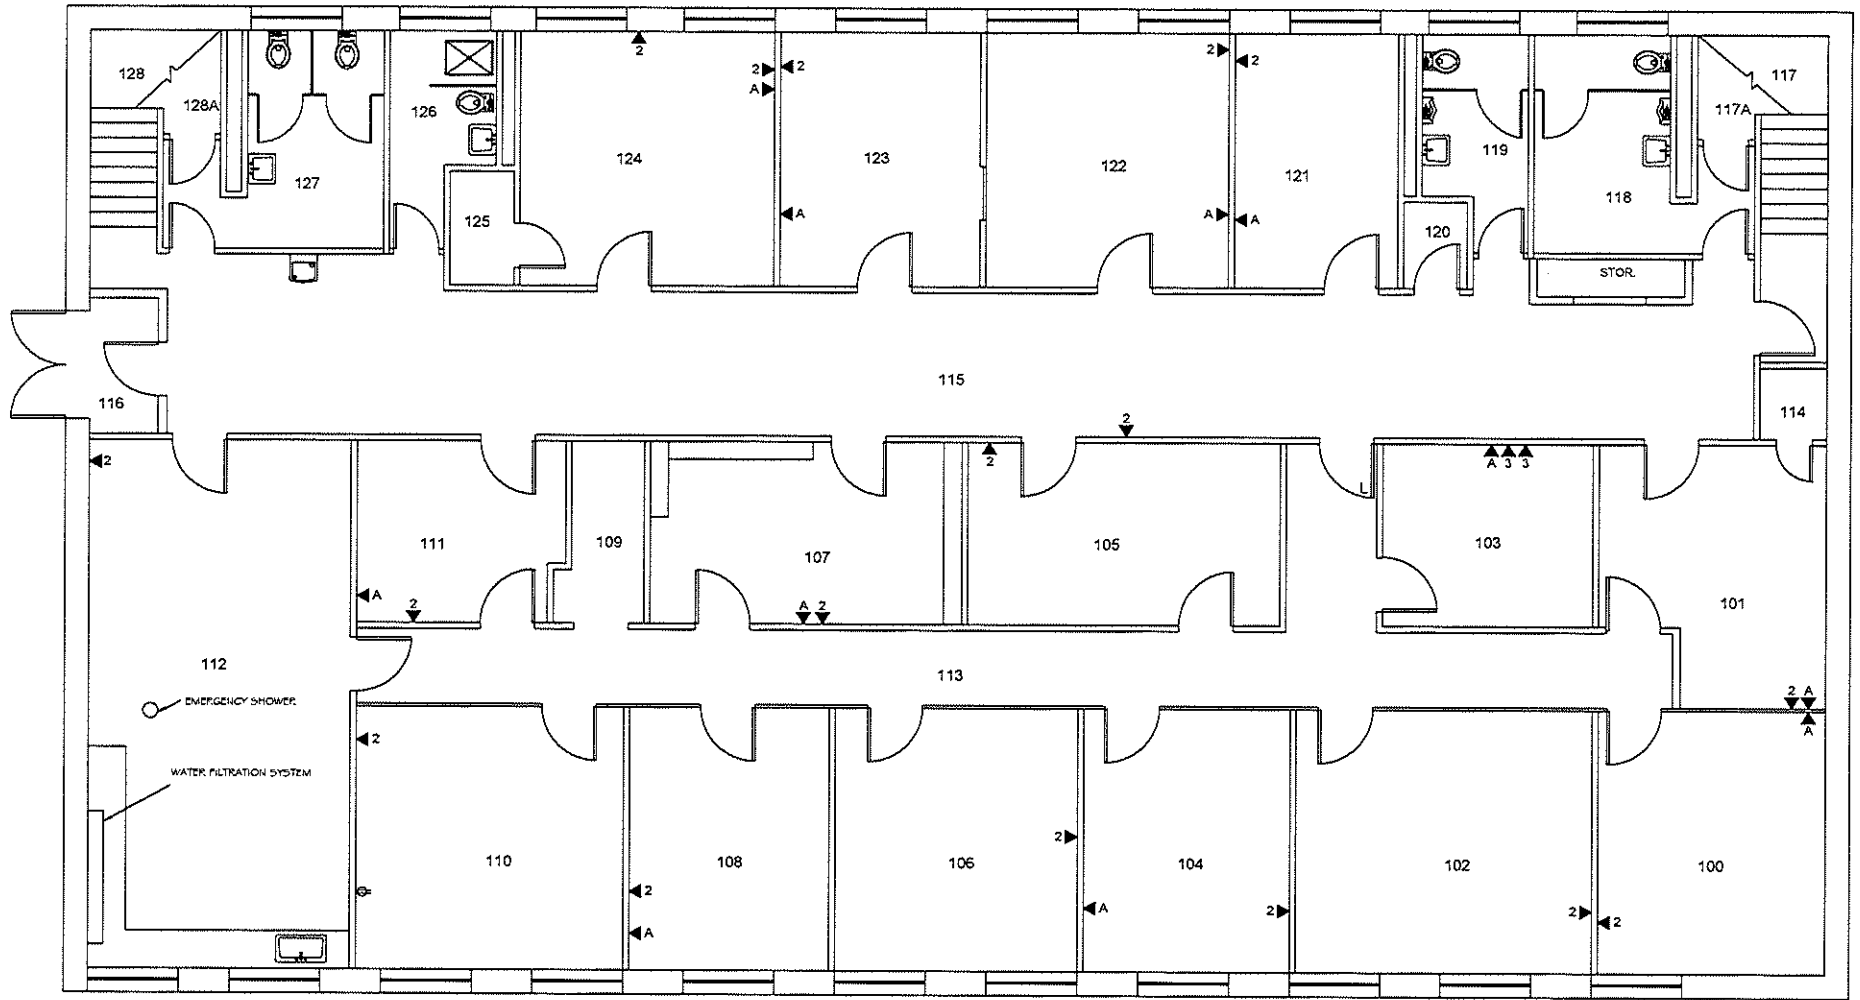 2
128
2
2
2
2
2
117
A
128A
126
117A
124
123
122
121
119
127
118
125
A
A
A
120
STOR.
115
116
114
2
2
2
A
3
3
L
111
109
107
105
103
A
2
A
2
101
112
113
EMERGENCY SHOWER
2
A
A
2
WATER FILTRATION SYSTEM
2
110
108
106
104
102
100
2
A
A
2
2
2